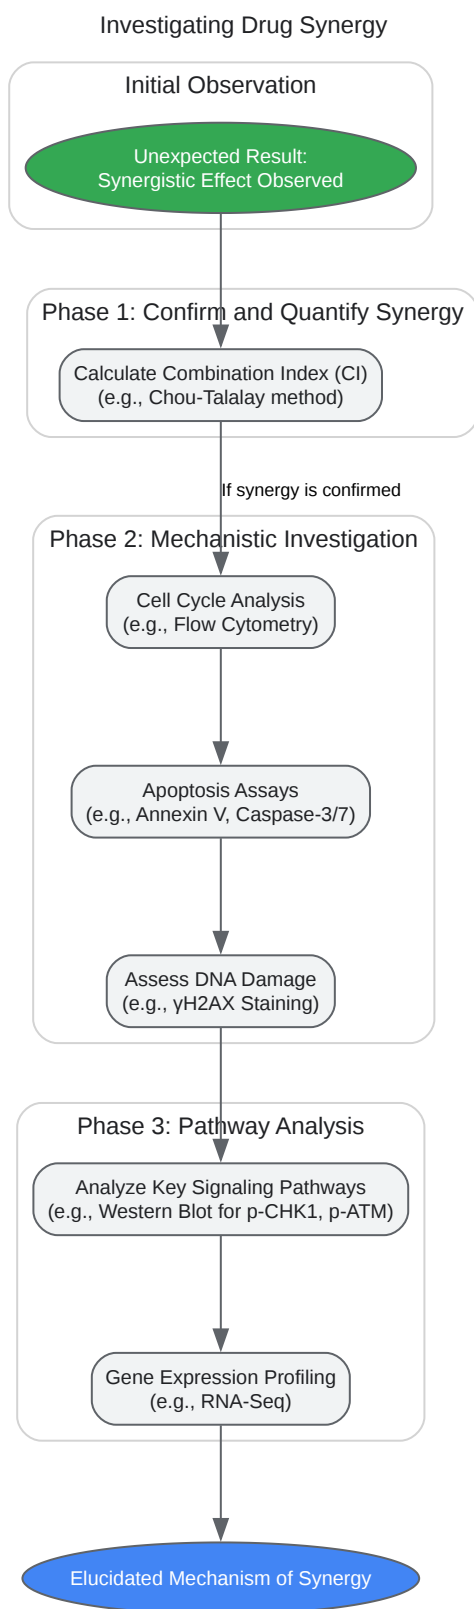 Investigating Drug Synergy
Initial Observation
Unexpected Result:
Synergistic Effect Observed
Phase 1: Confirm and Quantify Synergy
Calculate Combination Index (CI)
(e.g., Chou-Talalay method)
If synergy is confirmed
Phase 2: Mechanistic Investigation
Cell Cycle Analysis
(e.g., Flow Cytometry)
Apoptosis Assays
(e.g., Annexin V, Caspase-3/7)
Assess DNA Damage
(e.g., γH2AX Staining)
Phase 3: Pathway Analysis
Analyze Key Signaling Pathways
(e.g., Western Blot for p-CHK1, p-ATM)
Gene Expression Profiling
(e.g., RNA-Seq)
Elucidated Mechanism of Synergy